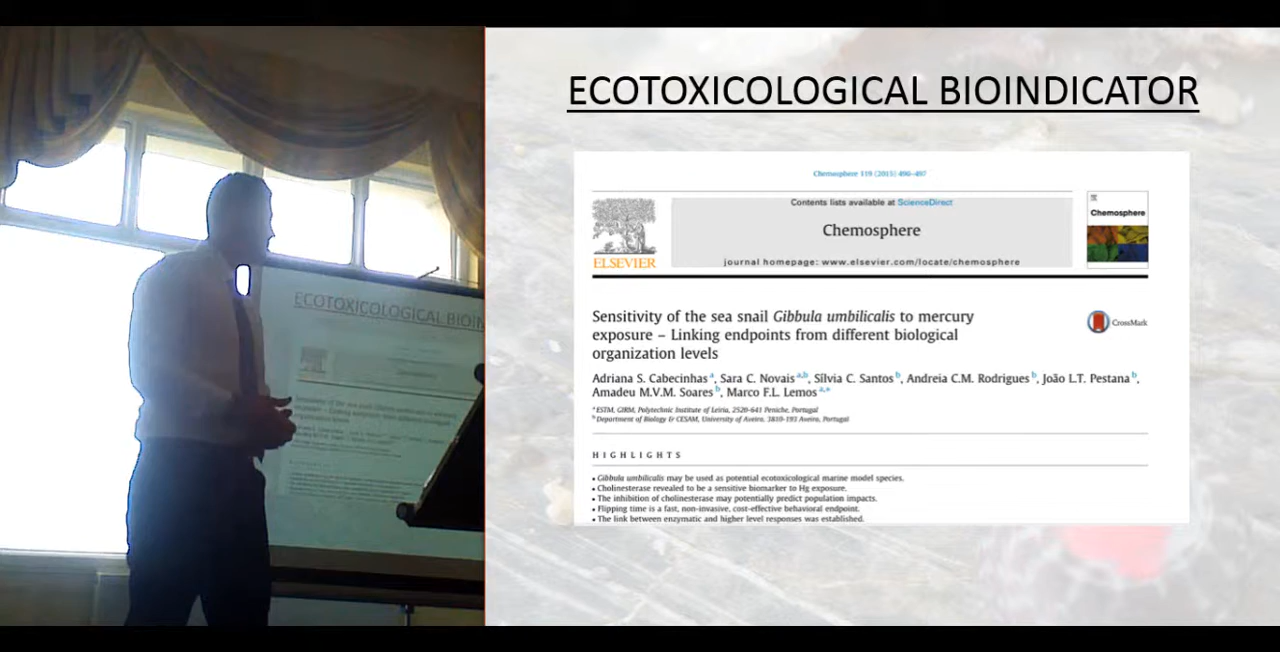 ECOTOXICOLOGICAL BIOINDICATOR
Chemosphere 119 (2015) 490–497
Contents lists available at ScienceDirect
Chemosphere
journal homepage: www.elsevier.com/locate/chemosphere
ELSEVIER
Chemosphere
Sensitivity of the sea snail Gibbula umbilicalis to mercury
exposure – Linking endpoints from different biological
organization levels
CrossMark
Adriana S. Cabecinhas a, Sara C. Novais a,b, Sílvia C. Santos b, Andreia C.M. Rodrigues b, João L.T. Pestana b,
Amadeu M.V.M. Soares b, Marco F.L. Lemos a,*
a ESTM, GIRM, Polytechnic Institute of Leiria, 2520-641 Peniche, Portugal
b Department of Biology & CESAM, University of Aveiro, 3810-193 Aveiro, Portugal
HIGHLIGHTS
• Gibbula umbilicalis may be used as potential ecotoxicological marine model species.
• Cholinesterase revealed to be a sensitive biomarker to Hg exposure.
• The inhibition of cholinesterase may potentially predict population impacts.
• Flipping time is a fast, non-invasive, cost-effective behavioral endpoint.
• The link between enzymatic and higher level responses was established.
ECOTOXICOLOGICAL BIOIN